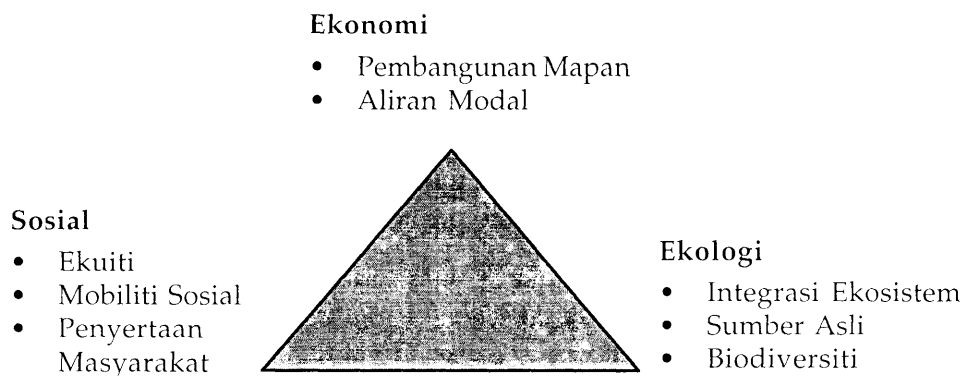 Ekonomi
• Pembangunan Mapan
• Aliran Modal
Sosial
• Ekuiti
• Mobiliti Sosial
• Penyertaan
Masyarakat
Ekologi
• Integrasi Ekosistem
• Sumber Asli
• Biodiversiti